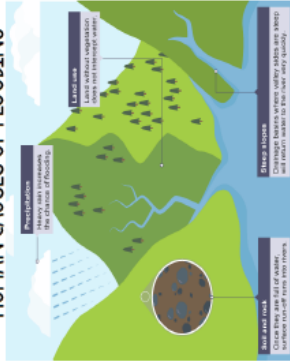 HUMAN CAUSES OF FLOODING
Precipitation
Heavy rain increases
the chance of flooding.
Land use
Land without vegetation
does not intercept water.
Soil and rock
Once they are full of water,
surface run-off runs into rivers.
Steep slopes
Drainage basins where valley sides are steep
will return water to the river very quickly.